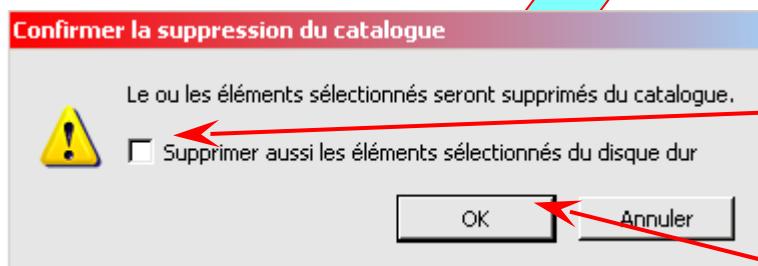 Confirmer la suppression du catalogue
Le ou les éléments sélectionnés seront supprimés du catalogue.
Supprimer aussi les éléments sélectionnés du disque dur
OK
Annuler